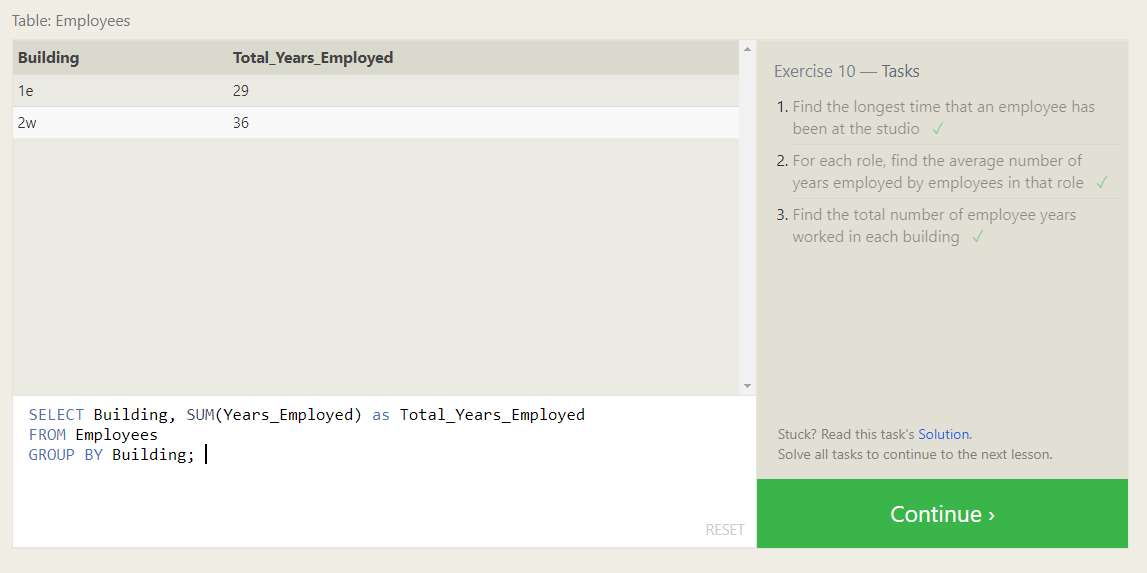 Table: Employees
Building Total_Years_Employed
1e 29
2w 36
SELECT Building, SUM(Years_Employed) as Total_Years_Employed
FROM Employees
GROUP BY Building;
RESET
Exercise 10 — Tasks
1. Find the longest time that an employee has
been at the studio ✓
2. For each role, find the average number of
years employed by employees in that role ✓
3. Find the total number of employee years
worked in each building ✓
Stuck? Read this task's Solution.
Solve all tasks to continue to the next lesson.
Continue ›